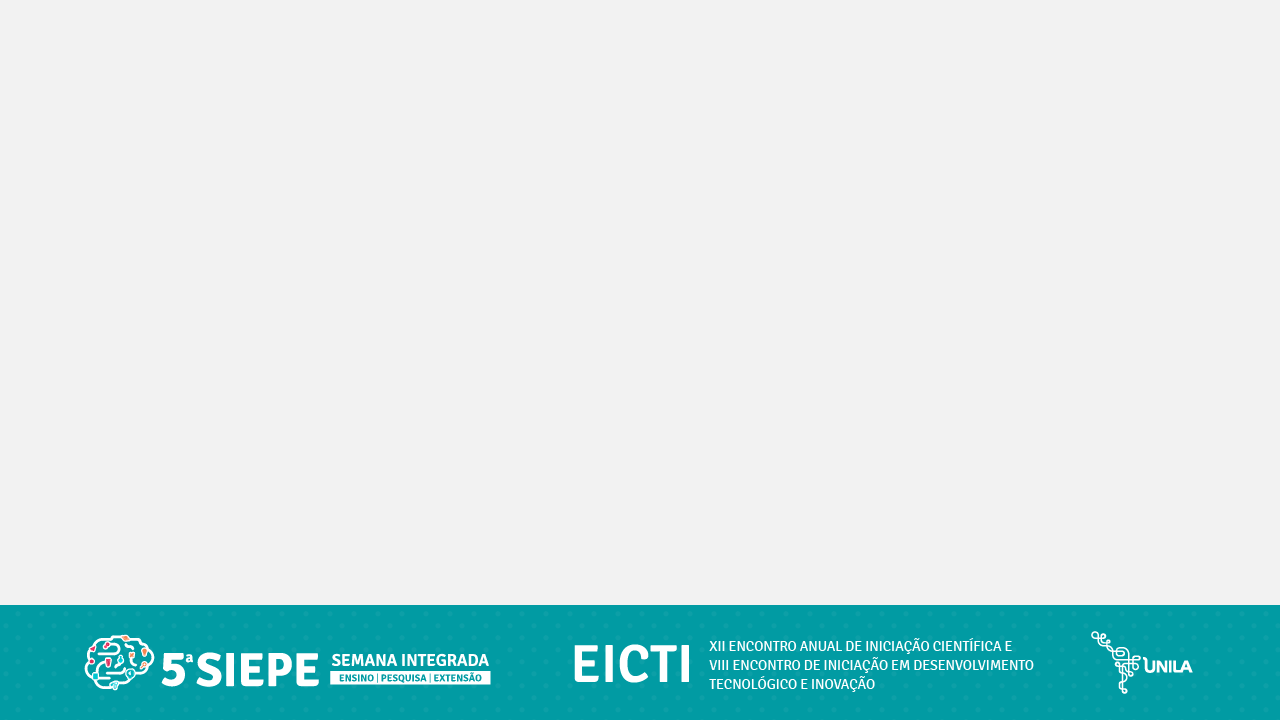 5ª SIEPE
SEMANA INTEGRADA
ENSINO | PESQUISA | EXTENSÃO
EICTI
XII ENCONTRO ANUAL DE INICIAÇÃO CIENTÍFICA E
VIII ENCONTRO DE INICIAÇÃO EM DESENVOLVIMENTO
TECNOLÓGICO E INOVAÇÃO
UNILA